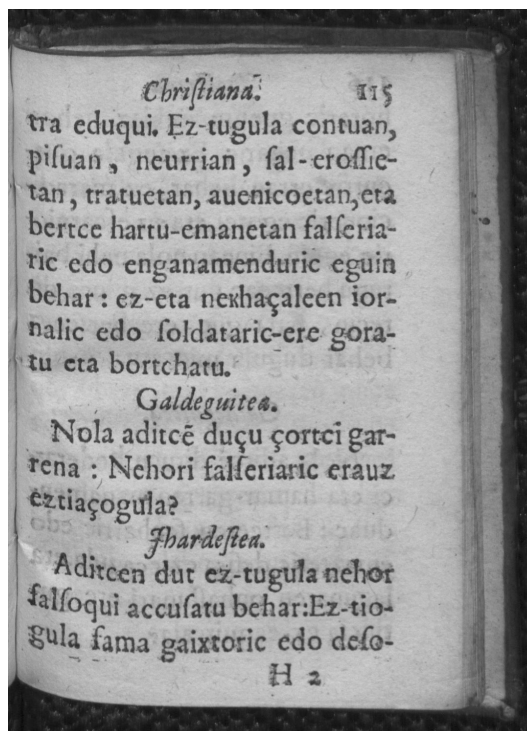 Chriſtiana. 115
tra eduqui. Ez-tugula contuan,
piſuan, neurrian, ſal-eroſſie-
tan, tratuetan, auenicoetan, eta
bertce hartu-emanetan falſeria-
ric edo enganamenduric eguin
behar : ez-eta neкhaçaleen ior-
nalic edo ſoldataric-ere gora-
tu eta bortchatu.
Galdeguitea.
Nola aditcē duçu çortci gar-
rena : Nehori falſeriaric erauz
eztiaçogula?
Jhardeſtea.
Aditcen dut ez-tugula nehor
falſoqui accuſatu behar: Ez-tio-
gula fama gaixtoric edo deſo-
H 2